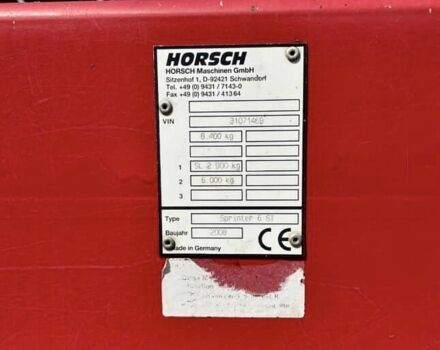 HORSCH
HORSCH Maschinen GmbH
Sitzenhof 1, D-92421 Schwandorf
Tel. +49 (0) 9431 / 7143-0
Fax +49 (0) 9431 / 41364
VIN 31071469
8.400 kg
1 SL 2.900 kg
2 6.000 kg
3
Type Sprinter 6 ST
Baujahr 2008 CE
Made in Germany